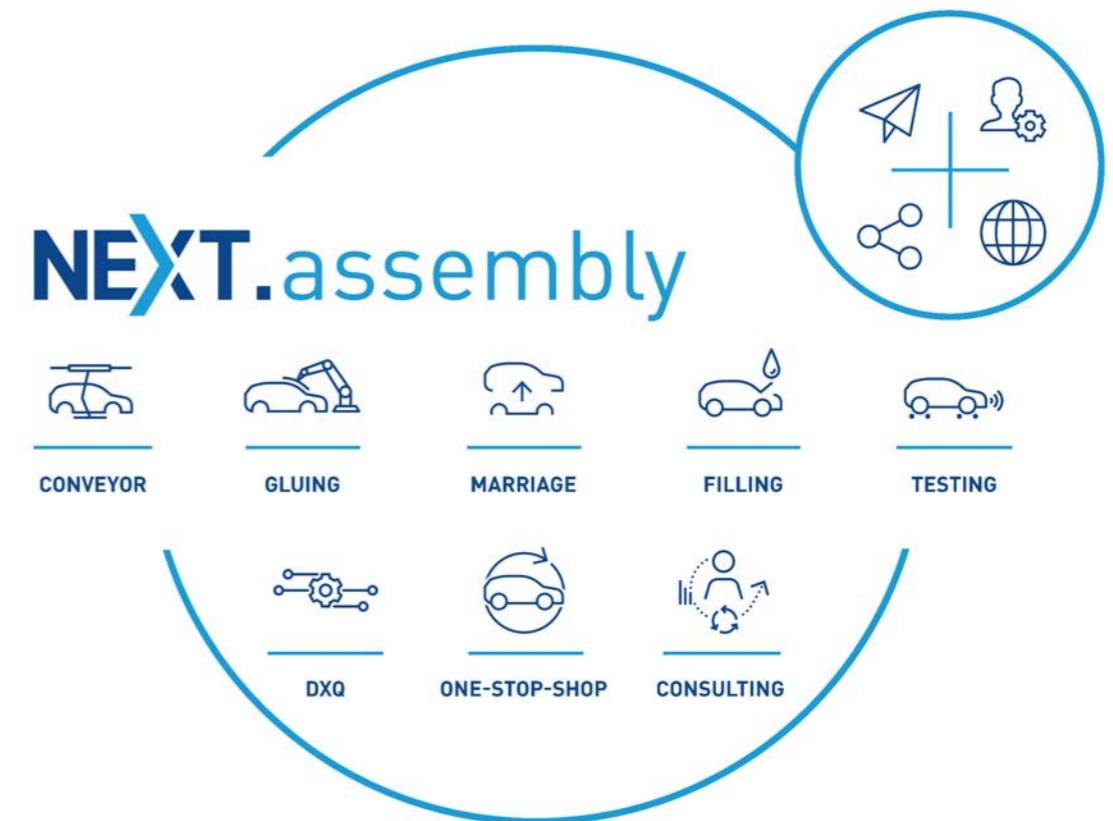 NEXT.assembly
CONVEYOR
GLUING
MARRIAGE
FILLING
TESTING
DXQ
ONE-STOP-SHOP
CONSULTING